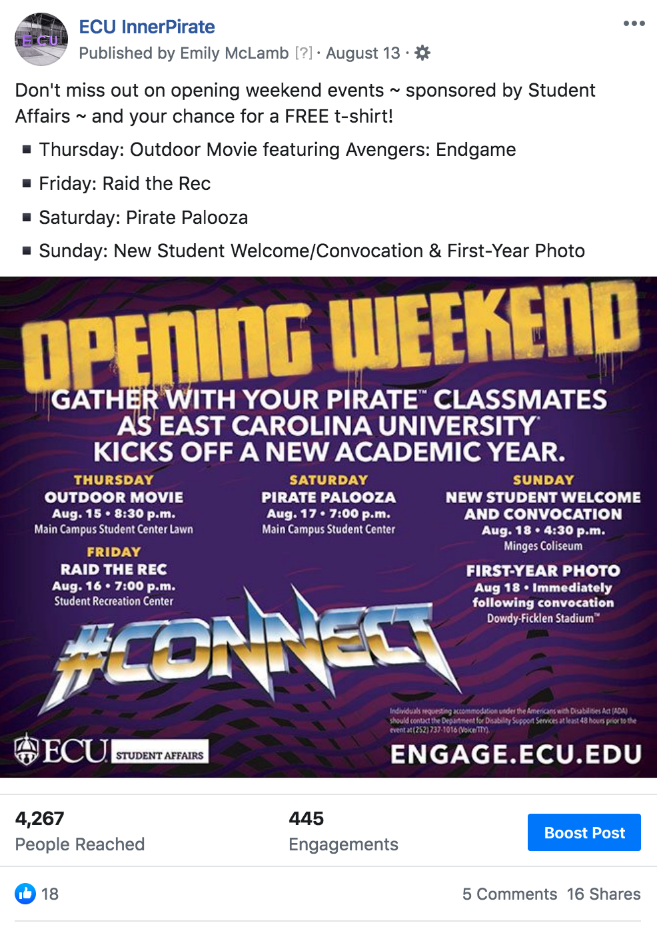 ECU
ECU InnerPirate
Published by Emily McLamb [?] · August 13 ·
Don't miss out on opening weekend events ~ sponsored by Student
Affairs ~ and your chance for a FREE t-shirt!
▪ Thursday: Outdoor Movie featuring Avengers: Endgame
▪ Friday: Raid the Rec
▪ Saturday: Pirate Palooza
▪ Sunday: New Student Welcome/Convocation & First-Year Photo
OPENING WEEKEND
GATHER WITH YOUR PIRATE™ CLASSMATES
AS EAST CAROLINA UNIVERSITY®
KICKS OFF A NEW ACADEMIC YEAR.
THURSDAY
OUTDOOR MOVIE
Aug. 15 • 8:30 p.m.
Main Campus Student Center Lawn
FRIDAY
RAID THE REC
Aug. 16 • 7:00 p.m.
Student Recreation Center
SATURDAY
PIRATE PALOOZA
Aug. 17 • 7:00 p.m.
Main Campus Student Center
SUNDAY
NEW STUDENT WELCOME
AND CONVOCATION
Aug. 18 • 4:30 p.m.
Minges Coliseum
FIRST-YEAR PHOTO
Aug 18 • Immediately
following convocation
Dowdy-Ficklen Stadium™
#CONNECT
Individuals requesting accommodation under the Americans with Disabilities Act (ADA)
should contact the Department for Disability Support Services at least 48 hours prior to the
event at (252) 737-1016 (Voice/TTY).
ECU STUDENT AFFAIRS
ENGAGE.ECU.EDU
4,267
People Reached
445
Engagements
Boost Post
18
5 Comments 16 Shares